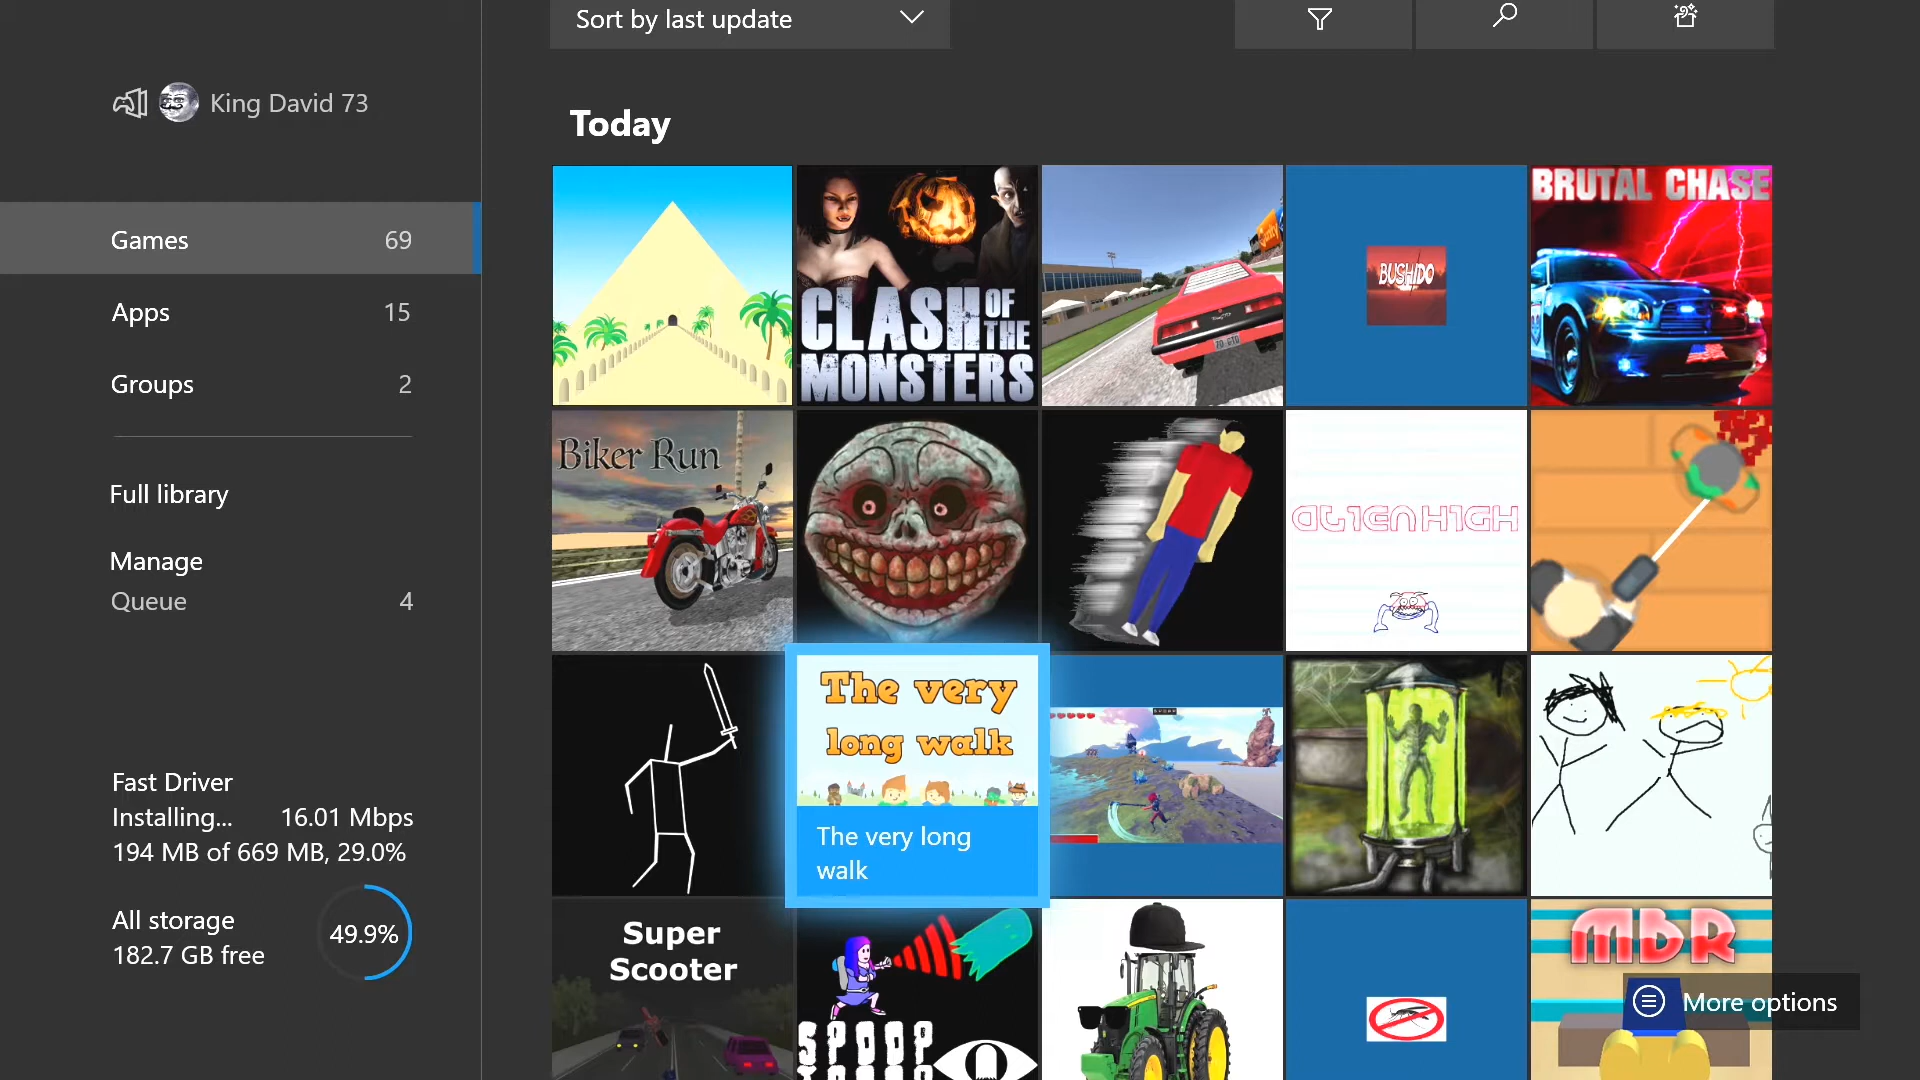 Sort by last update
King David 73
Today
Games 69
Apps 15
Groups 2
Full library
Manage
Queue 4
Fast Driver
Installing... 16.01 Mbps
194 MB of 669 MB, 29.0%
All storage
182.7 GB free
49.9%
CLASH OF THE MONSTERS
BUSHIDO
BRUTAL CHASE
Biker Run
ALIEN HIGH
The very
long walk
The very long
walk
Super
Scooter
SPOOP
MDR
More options